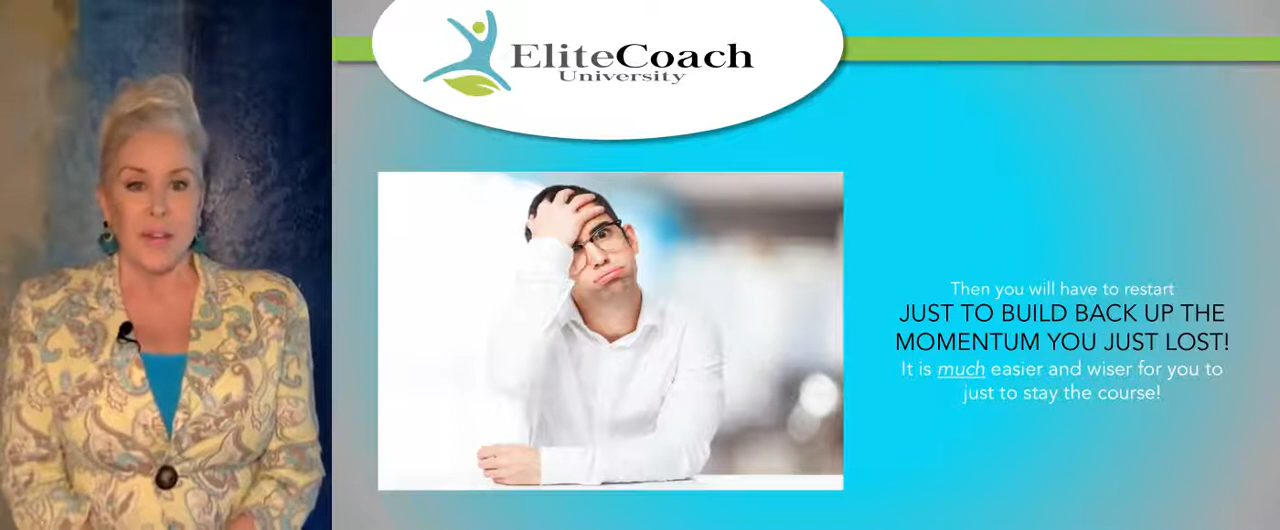 EliteCoach
University
Then you will have to restart
JUST TO BUILD BACK UP THE
MOMENTUM YOU JUST LOST!
It is much easier and wiser for you to
just to stay the course!